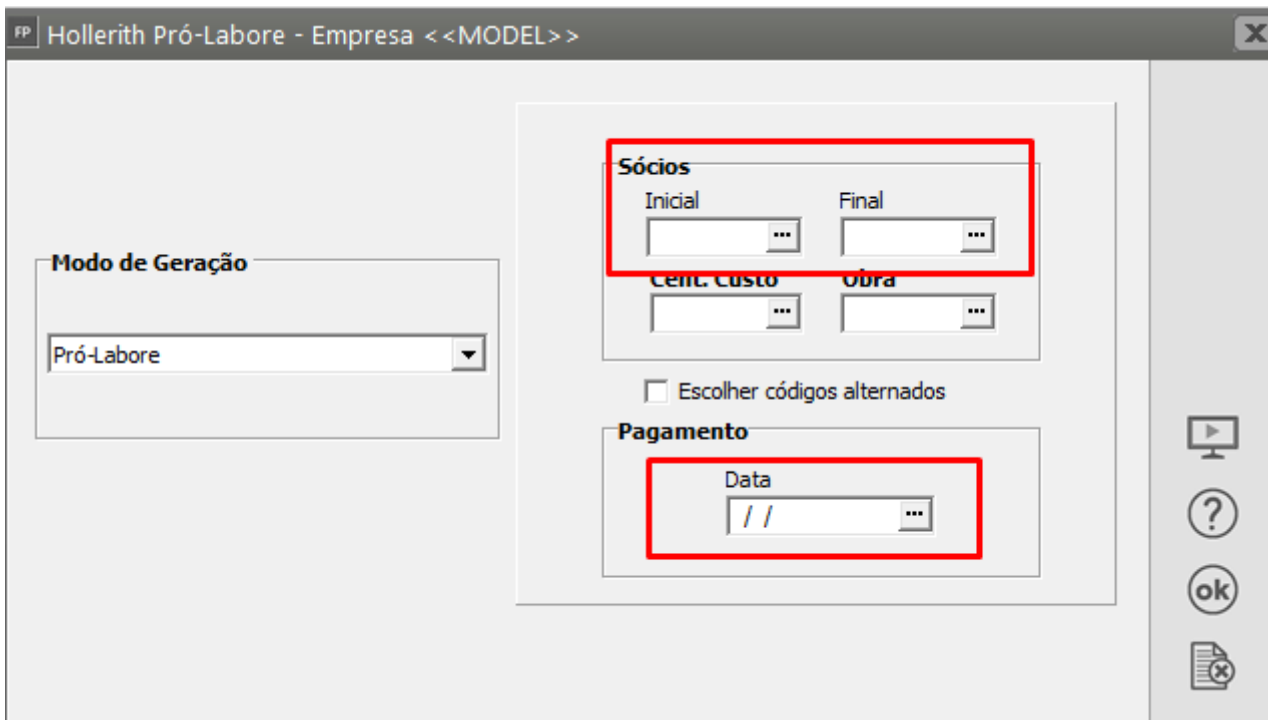 FP Hollerith Pró-Labore - Empresa <<MODEL>> X
Sócios
Inicial Final
... ...
Modo de Geração
Cent. Custo Obra
... ...
Pró-Labore
Escolher códigos alternados
Pagamento
Data
/ / ...
?
ok